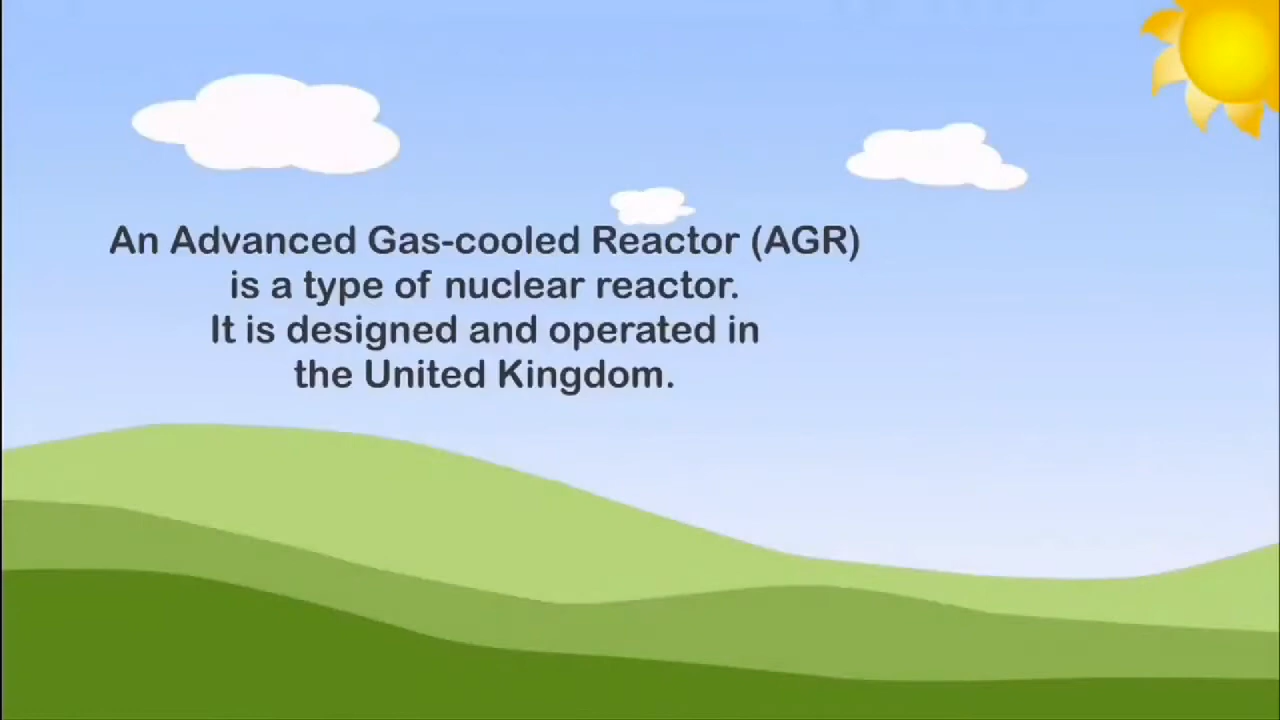 An Advanced Gas-cooled Reactor (AGR)
is a type of nuclear reactor.
It is designed and operated in
the United Kingdom.